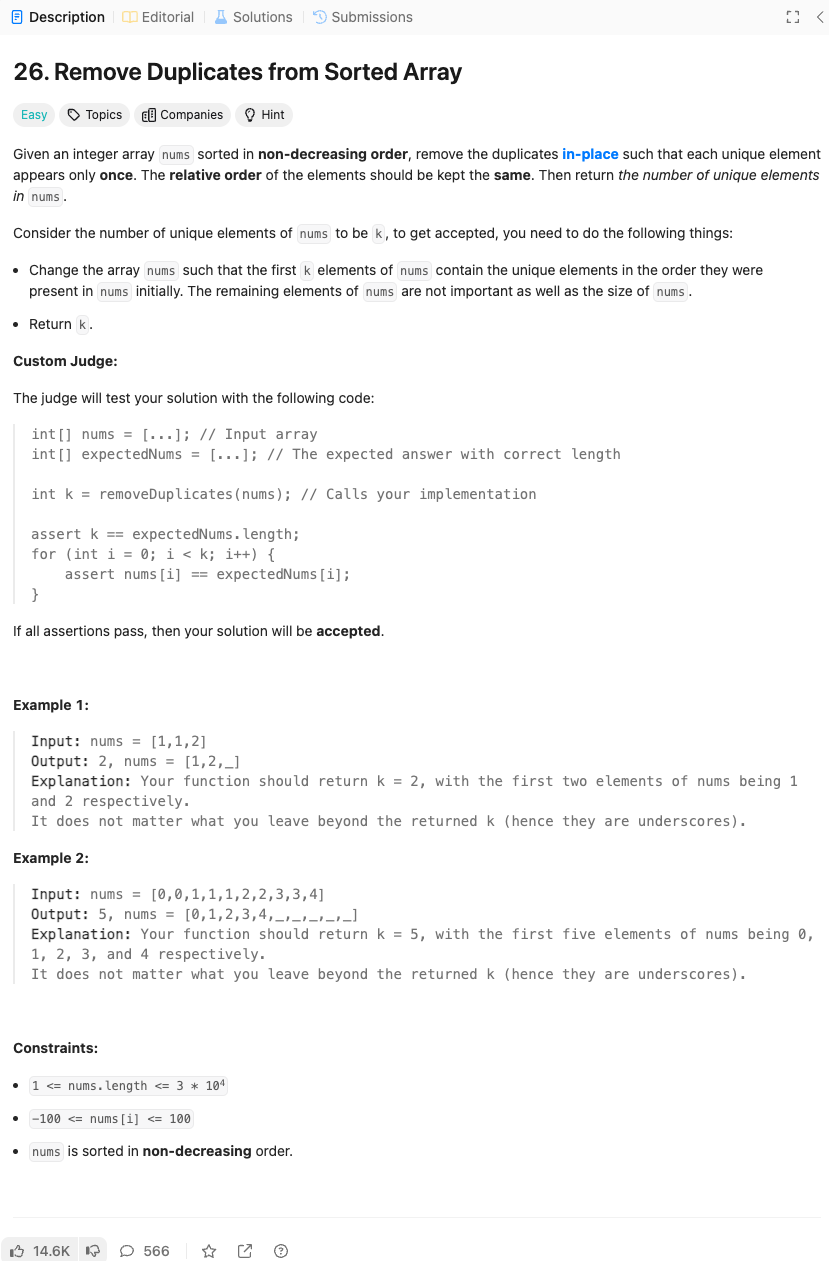 Description Editorial Solutions Submissions
26. Remove Duplicates from Sorted Array
Easy Topics Companies Hint
Given an integer array nums sorted in non-decreasing order, remove the duplicates in-place such that each unique element
appears only once. The relative order of the elements should be kept the same. Then return the number of unique elements
in nums.
Consider the number of unique elements of nums to be k, to get accepted, you need to do the following things:
• Change the array nums such that the first k elements of nums contain the unique elements in the order they were
present in nums initially. The remaining elements of nums are not important as well as the size of nums.
• Return k.
Custom Judge:
The judge will test your solution with the following code:
int[] nums = [...]; // Input array
int[] expectedNums = [...]; // The expected answer with correct length
int k = removeDuplicates(nums); // Calls your implementation
assert k == expectedNums.length;
for (int i = 0; i < k; i++) {
    assert nums[i] == expectedNums[i];
}
If all assertions pass, then your solution will be accepted.
Example 1:
Input: nums = [1,1,2]
Output: 2, nums = [1,2,_]
Explanation: Your function should return k = 2, with the first two elements of nums being 1
and 2 respectively.
It does not matter what you leave beyond the returned k (hence they are underscores).
Example 2:
Input: nums = [0,0,1,1,1,2,2,3,3,4]
Output: 5, nums = [0,1,2,3,4,_,_,_,_,_]
Explanation: Your function should return k = 5, with the first five elements of nums being 0,
1, 2, 3, and 4 respectively.
It does not matter what you leave beyond the returned k (hence they are underscores).
Constraints:
• 1 <= nums.length <= 3 * 10⁴
• -100 <= nums[i] <= 100
• nums is sorted in non-decreasing order.
14.6K 566